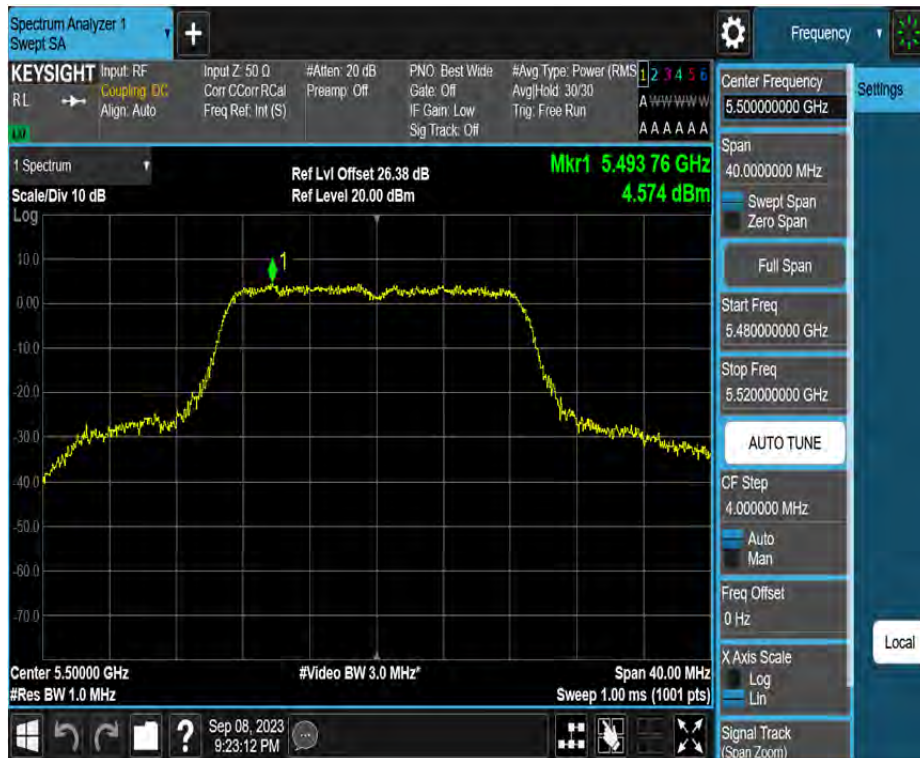 Spectrum Analyzer 1
Swept SA
+
Frequency
KEYSIGHT
RL
Input: RF
Coupling: DC
Align: Auto
Input Z: 50 Ω
Corr CCorr RCal
Freq Ref: Int (S)
#Atten: 20 dB
Preamp: Off
PNO: Best Wide
Gate: Off
IF Gain: Low
Sig Track: Off
#Avg Type: Power (RMS
Avg|Hold: 30/30
Trig: Free Run
1 2 3 4 5 6
A W W W W W
A A A A A A
1 Spectrum
Scale/Div 10 dB
Log
Ref Lvl Offset 26.38 dB
Ref Level 20.00 dBm
Mkr1 5.493 76 GHz
4.574 dBm
1
10.0
0.00
-10.0
-20.0
-30.0
-40.0
-50.0
-60.0
-70.0
Center 5.50000 GHz
#Res BW 1.0 MHz
#Video BW 3.0 MHz*
Span 40.00 MHz
Sweep 1.00 ms (1001 pts)
?
Sep 08, 2023
9:23:12 PM
Center Frequency
5.500000000 GHz
Settings
Span
40.0000000 MHz
Swept Span
Zero Span
Full Span
Start Freq
5.480000000 GHz
Stop Freq
5.520000000 GHz
AUTO TUNE
CF Step
4.000000 MHz
Auto
Man
Freq Offset
0 Hz
X Axis Scale
Log
Lin
Signal Track
(Span Zoom)
Local